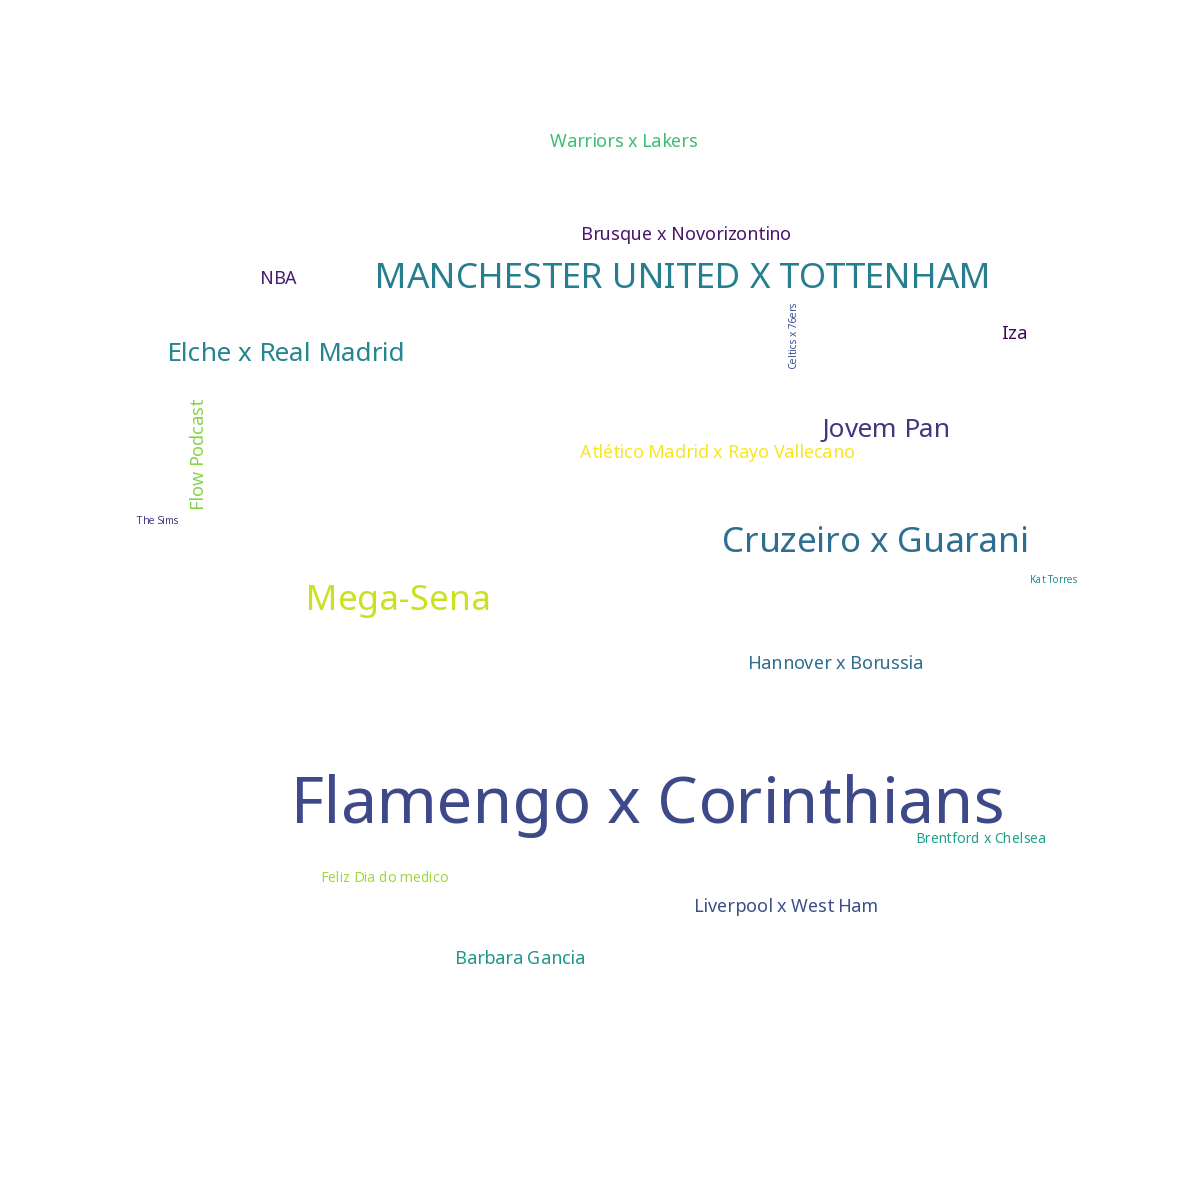 Warriors x Lakers
Brusque x Novorizontino
MANCHESTER UNITED X TOTTENHAM
NBA
Celtics x 76ers
Iza
Elche x Real Madrid
Flow Podcast
Jovem Pan
Atlético Madrid x Rayo Vallecano
The Sims
Cruzeiro x Guarani
Kat Torres
Mega-Sena
Hannover x Borussia
Flamengo x Corinthians
Brentford x Chelsea
Feliz Dia do medico
Liverpool x West Ham
Barbara Gancia